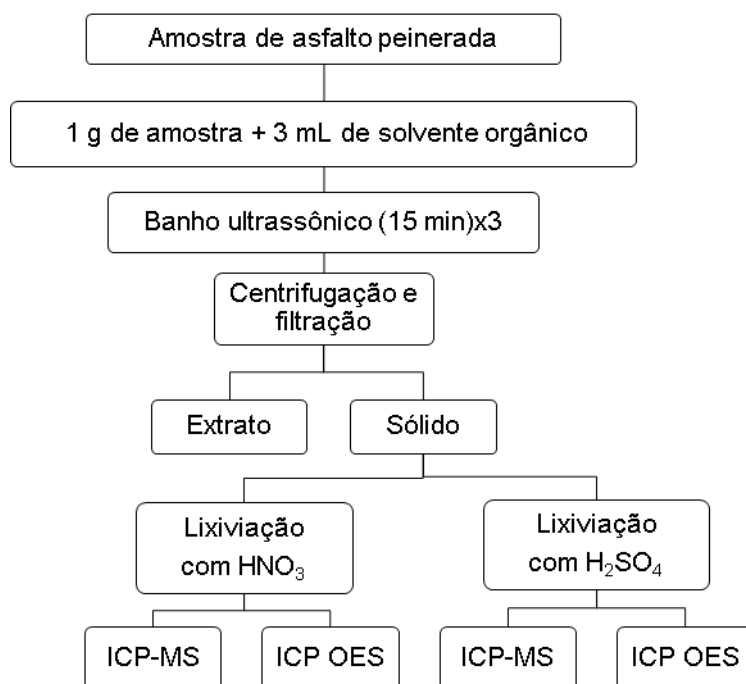 Amostra de asfalto peinerada
1 g de amostra + 3 mL de solvente orgânico
Banho ultrassônico (15 min)x3
Centrifugação e
filtração
Extrato
Sólido
Lixiviação
com HNO₃
Lixiviação
com H₂SO₄
ICP-MS
ICP OES
ICP-MS
ICP OES